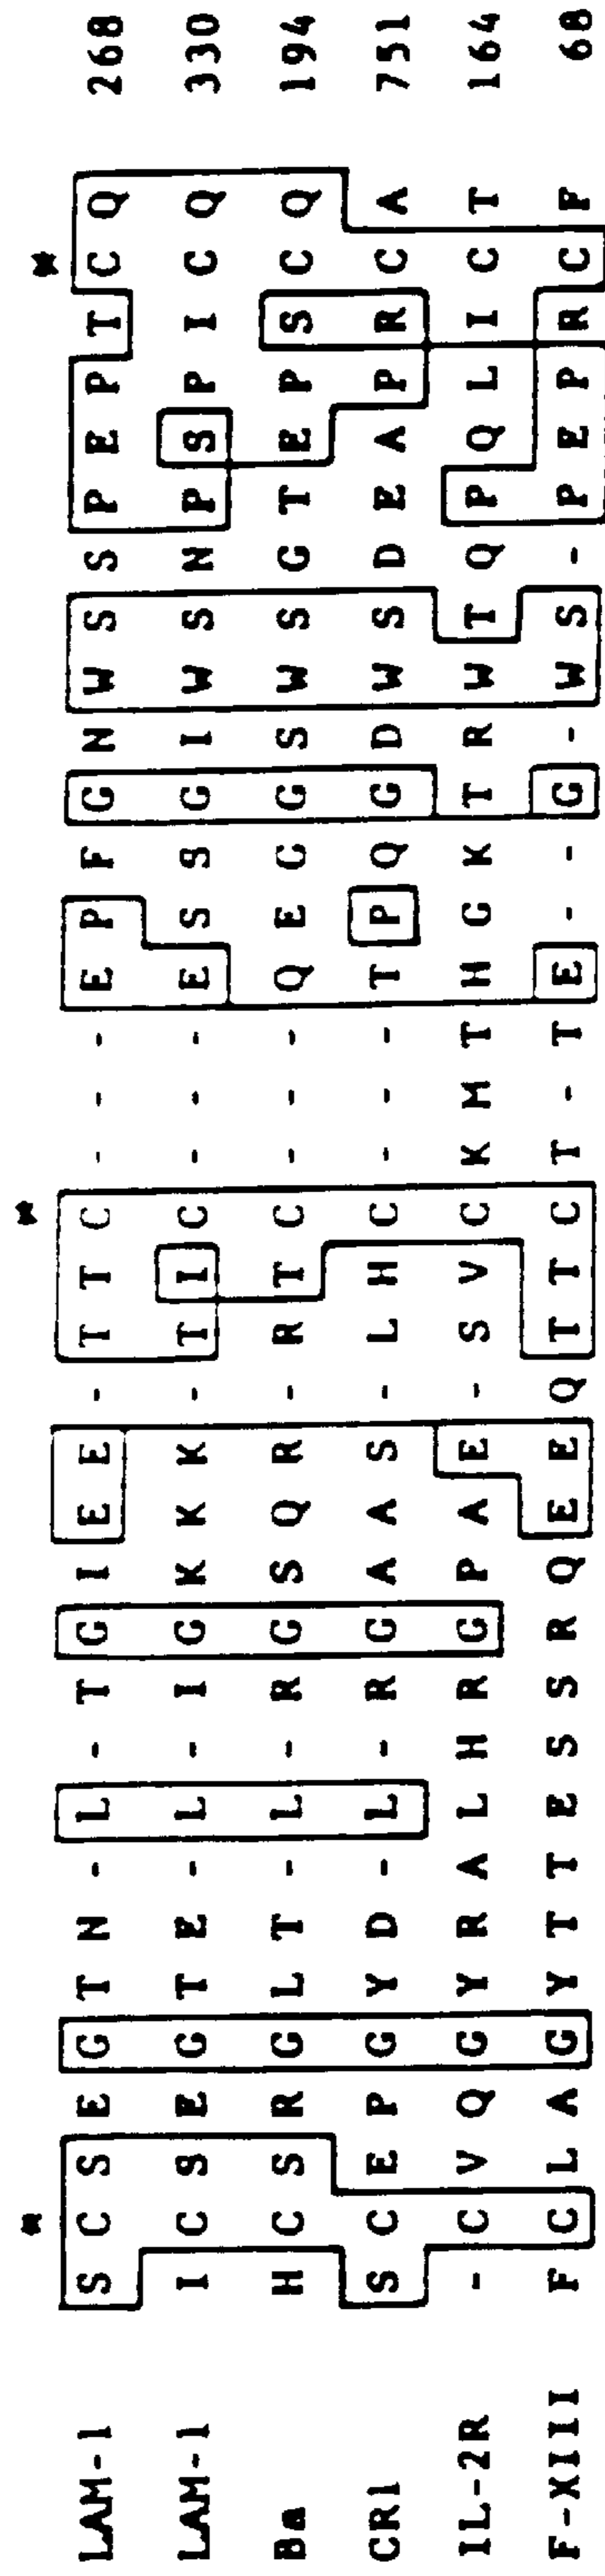 * * *
LAM-1 S C S E G T N - L - T G I E E - T T C - - - E P F G N W S S P E P T C Q 268
LAM-1 I C S E G T E - L - I G K K K - T I C - - - E S S G I W S N P S P I C Q 330
Ba H C S R G L T - L - R G S Q R - R T C - - - Q E G G S W S G T E P S C Q 194
CR1 S C E P G Y D - L - R G A A S - L H C - - - T P Q G D W S D E A P R C A 751
IL-2R - C V Q G Y R A L H R G P A E - S V C K M T H G K T R W T Q P Q L I C T 164
F-XIII F C L A G Y T T E S S R Q E E Q T T C T - T E - - G - W S - P E P R C F 68